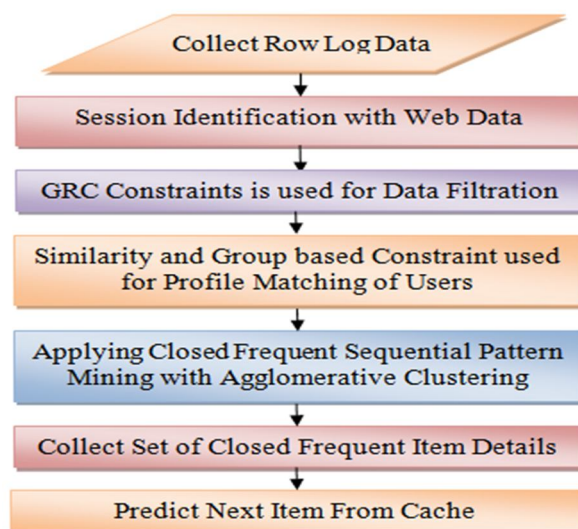 Collect Row Log Data
Session Identification with Web Data
GRC Constraints is used for Data Filtration
Similarity and Group based Constraint used
for Profile Matching of Users
Applying Closed Frequent Sequential Pattern
Mining with Agglomerative Clustering
Collect Set of Closed Frequent Item Details
Predict Next Item From Cache